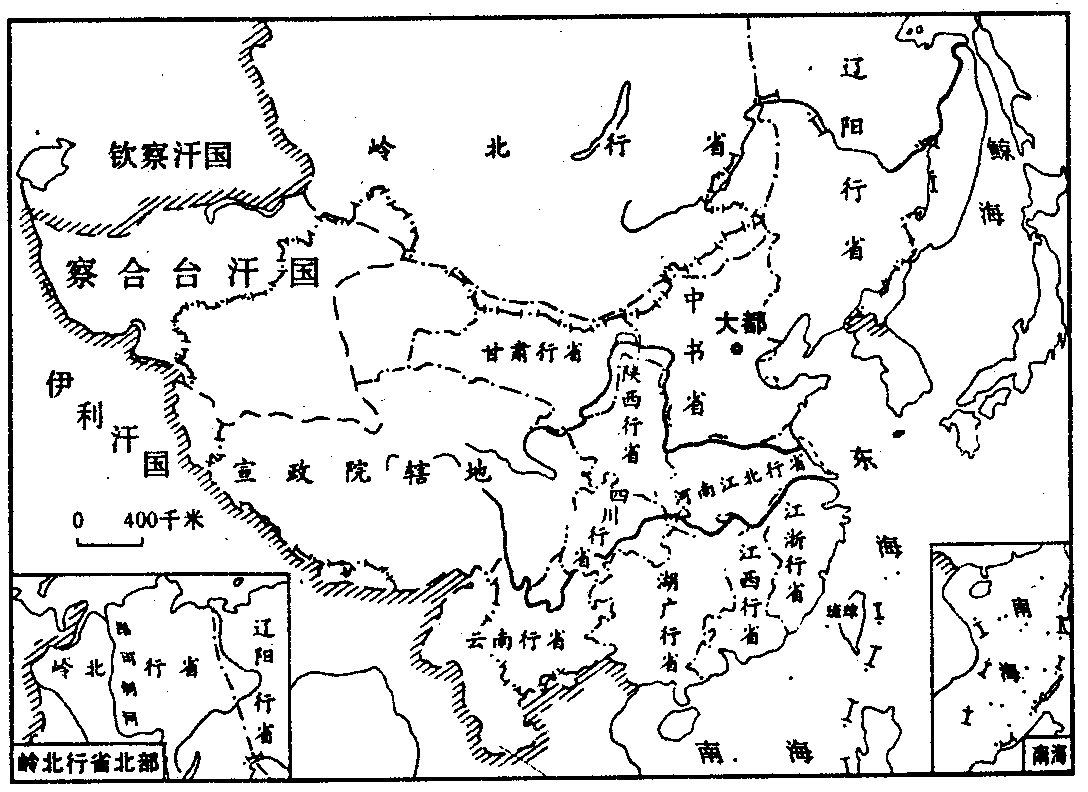 钦察汗国
岭北行省
辽阳行省
鲸海
察合台汗国
伊利汗国
甘肃行省
中书省
大都
陕西行省
宣政院辖地
四川行省
河南江北行省
江浙行省
江西行省
湖广行省
云南行省
东海
琉球
南海
0 400千米
岭北行省
辽阳行省
岭北行省北部
南海
南海